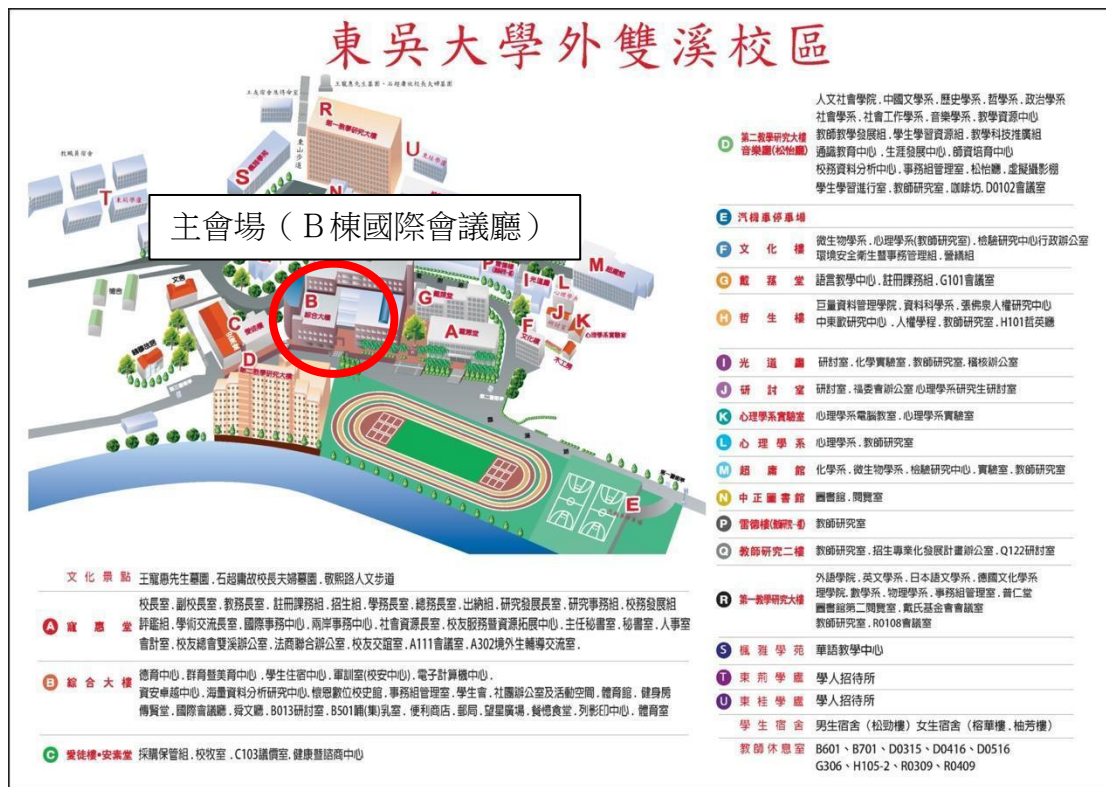 東吳大學外雙溪校區
R
第一教學研究大樓
U
東桂學廬
S
教職員宿舍
T
東荊學廬
東山步道
N
主會場（Ｂ棟國際會議廳）
P
M
超庸館
I
光道廳
L
心理學系
J
K
心理學系實驗室
木工房
F
文化樓
G
A
寵惠堂
B
綜合大樓
C
愛徒樓
D
第二教學研究大樓
E
文化景點 王寵惠先生墓園．石超庸故校長夫婦墓園．敬熙路人文步道
A 寵惠堂
校長室．副校長室．教務長室．註冊課務組．招生組．學務長室．總務長室．出納組．研究發展長室．研究事務組．校務發展組
評鑑組．學術交流長室．國際事務中心．兩岸事務中心．社會資源長室．校友服務暨資源拓展中心．主任秘書室．秘書室．人事室
會計室．校友總會雙溪辦公室．法商聯合辦公室．校友交誼室．A111會議室．A302境外生輔導交流室．
B 綜合大樓
德育中心．群育暨美育中心．學生住宿中心．軍訓室(校安中心)．電子計算機中心．
資安卓越中心．海量資料分析研究中心．懷恩數位校史館．事務組管理室．學生會．社團辦公室及活動空間．體育館．健身房
傳賢堂．國際會議廳．舜文廳．B013研討室．B501哺(集)乳室．便利商店．郵局．望星廣場．餐憶食堂．列影印中心．體育室
C 愛徒樓•安素堂 採購保管組．校牧室．C103議價室．健康暨諮商中心
D 第二教學研究大樓
音樂廳(松怡廳)
人文社會學院．中國文學系．歷史學系．哲學系．政治學系
社會學系．社會工作學系．音樂學系．教學資源中心
教師教學發展組．學生學習資源組．教學科技推廣組
通識教育中心．生涯發展中心．師資培育中心
校務資料分析中心．事務組管理室．松怡廳．虛擬攝影棚
學生學習進行室．教師研究室．咖啡坊．D0102會議室
E 汽機車停車場
F 文化樓
微生物學系．心理學系(教師研究室)．檢驗研究中心行政辦公室
環境安全衛生暨事務管理組．營繕組
G 戴蓀堂 語言教學中心．註冊課務組．G101會議室
H 哲生樓
巨量資料管理學院．資料科學系．張佛泉人權研究中心
中東歐研究中心．人權學程．教師研究室．H101哲英廳
I 光道廳 研討室．化學實驗室．教師研究室．稽核辦公室
J 研討室 研討室．福委會辦公室 心理學系研究生研討室
K 心理學系實驗室 心理學系電腦教室．心理學系實驗室
L 心理學系 心理學系．教師研究室
M 超庸館 化學系．微生物學系．檢驗研究中心．實驗室．教師研究室
N 中正圖書館 圖書館．閱覽室
P 教師研究室
Q 教師研究二樓 教師研究室．招生專業化發展計畫辦公室．Q122研討室
R 第一教學研究大樓
外語學院．英文學系．日本語文學系．德國文化學系
理學院．數學系．物理學系．事務組管理室．普仁堂
圖書館第二閱覽室．戴氏基金會會議室
教師研究室．R0108會議室
S 楓雅學苑 華語教學中心
T 東荊學廬 學人招待所
U 東桂學廬 學人招待所
學生宿舍 男生宿舍（松勁樓）女生宿舍（榕華樓．柚芳樓）
教師休息室 B601、B701、D0315、D0416、D0516
G306、H105-2、R0309、R0409